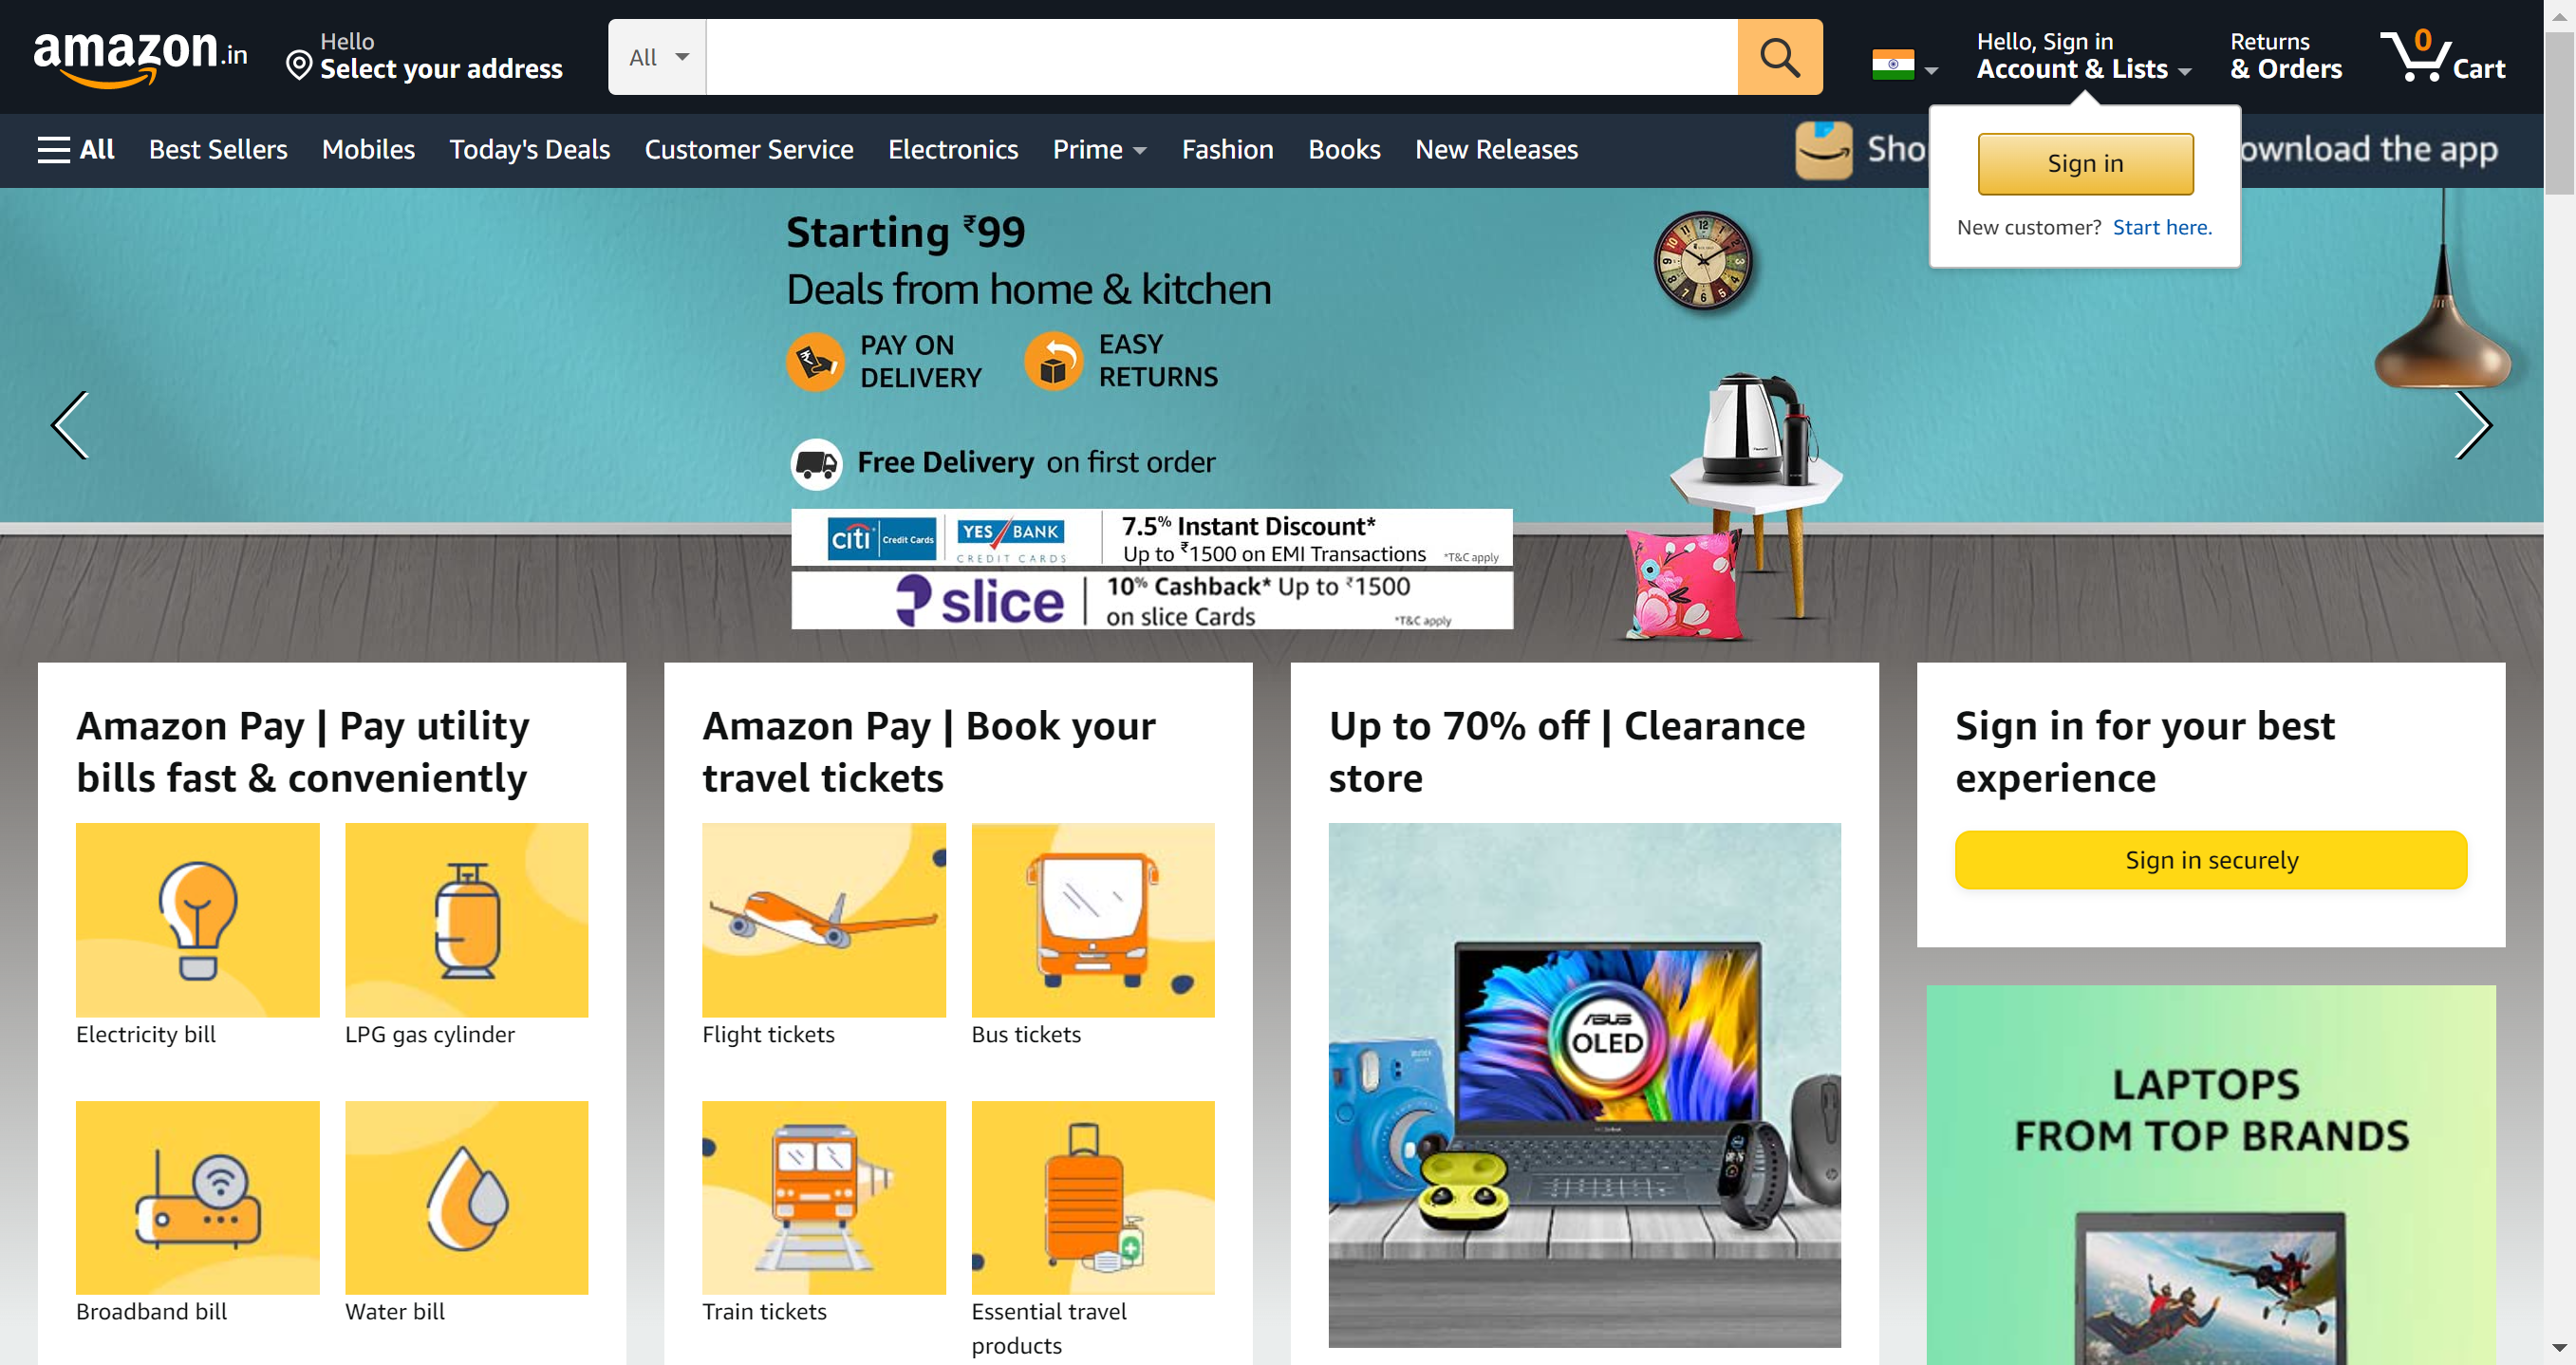 amazon.in
Hello
Select your address
All
Hello, Sign in
Account & Lists
Returns
& Orders
0
Cart
All
Best Sellers
Mobiles
Today's Deals
Customer Service
Electronics
Prime
Fashion
Books
New Releases
Sho
ownload the app
Sign in
New customer? Start here.
Starting ₹99
Deals from home & kitchen
PAY ON
DELIVERY
EASY
RETURNS
Free Delivery on first order
citi Credit Cards
YES BANK
CREDIT CARDS
7.5% Instant Discount*
Up to ₹1500 on EMI Transactions *T&C apply
slice
10% Cashback* Up to ₹1500
on slice Cards *T&C apply
Amazon Pay | Pay utility
bills fast & conveniently
Electricity bill
LPG gas cylinder
Broadband bill
Water bill
Amazon Pay | Book your
travel tickets
Flight tickets
Bus tickets
Train tickets
Essential travel
products
Up to 70% off | Clearance
store
ASUS
OLED
Sign in for your best
experience
Sign in securely
LAPTOPS
FROM TOP BRANDS